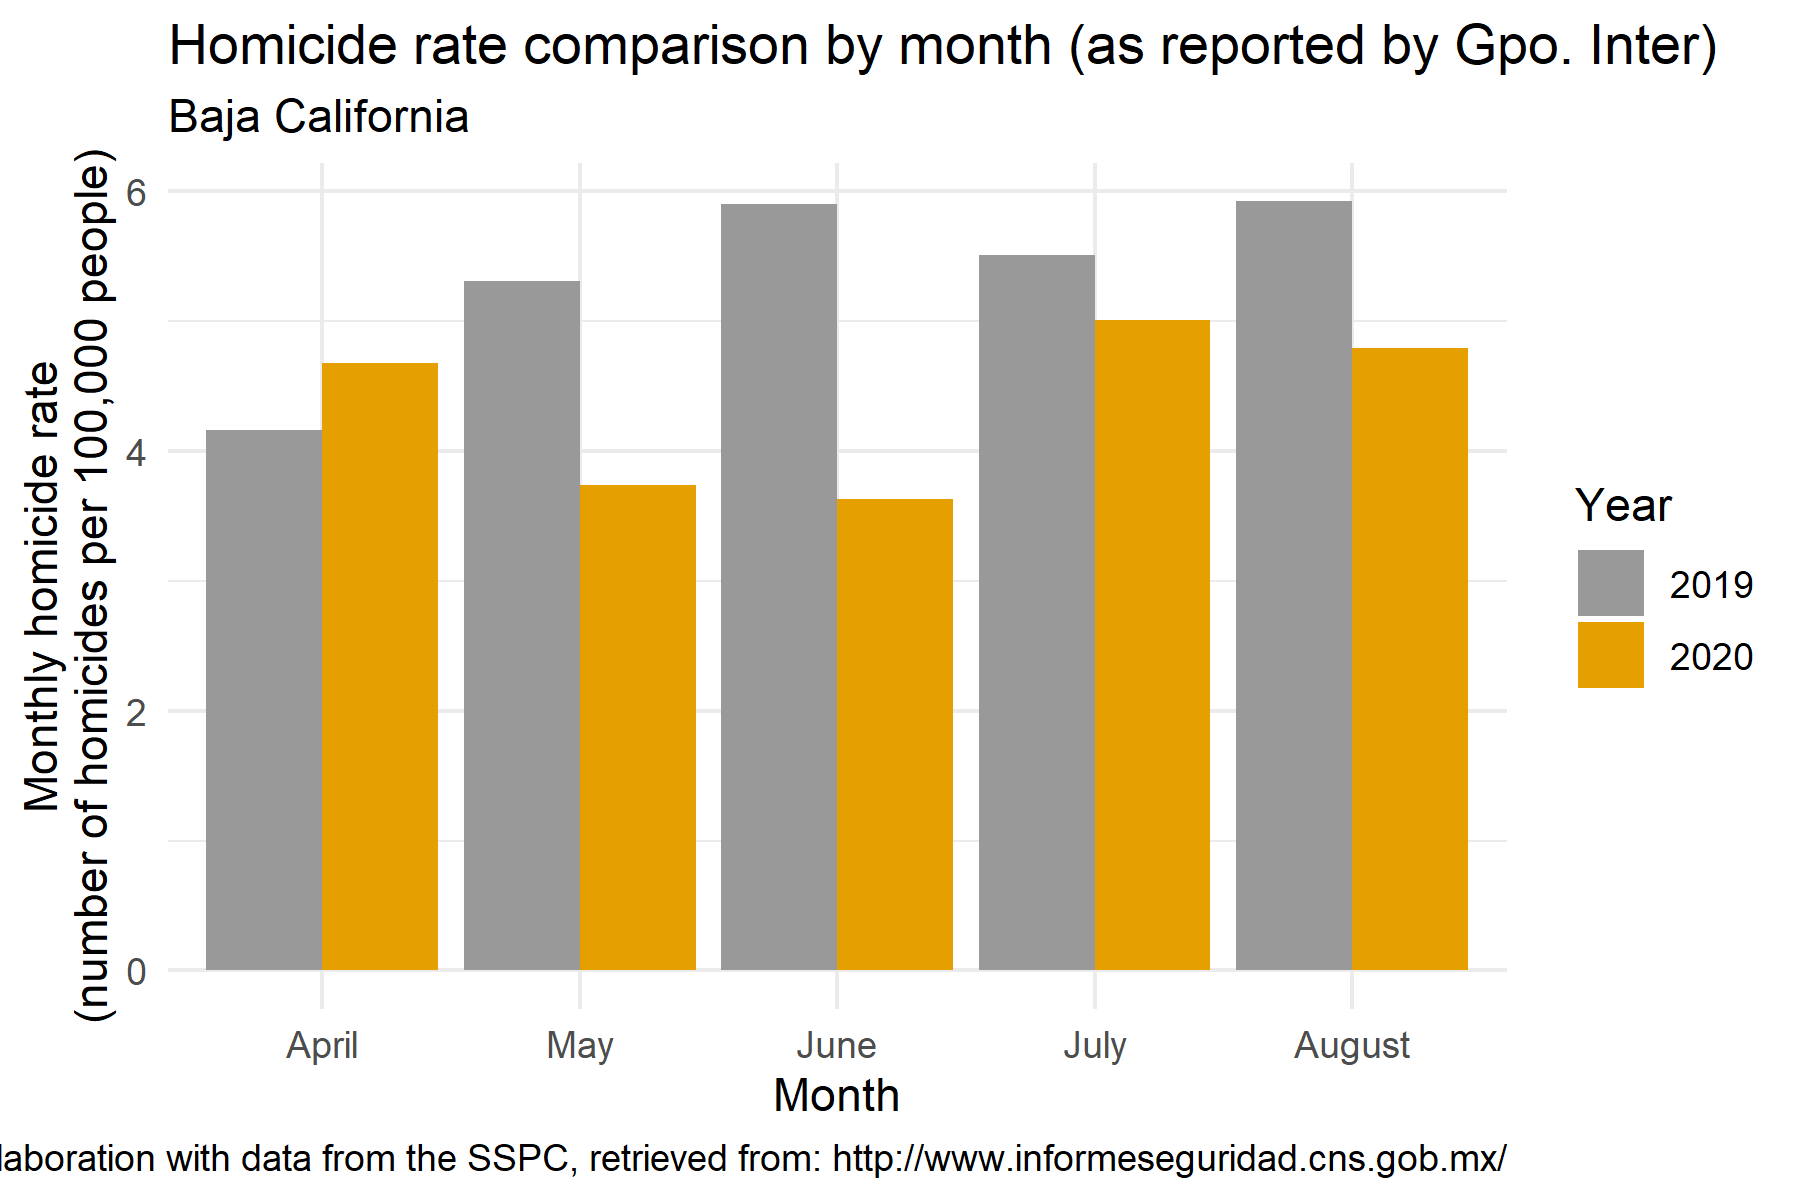 Homicide rate comparison by month (as reported by Gpo. Inter)
Baja California
Monthly homicide rate
(number of homicides per 100,000 people)
6
4
2
0
April
May
June
July
August
Month
Year
2019
2020
laboration with data from the SSPC, retrieved from: http://www.informeseguridad.cns.gob.mx/